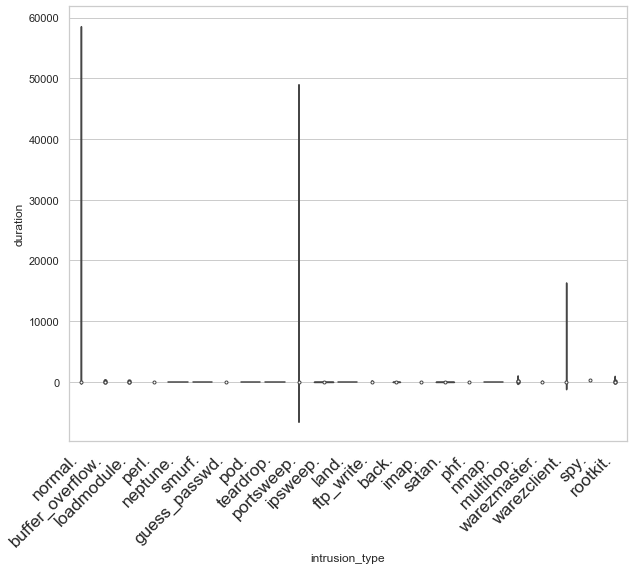 60000
50000
40000
30000
20000
10000
0
duration
normal.
buffer_overflow.
loadmodule.
perl.
neptune.
smurf.
guess_passwd.
pod.
teardrop.
portsweep.
ipsweep.
land.
ftp_write.
back.
imap.
satan.
phf.
nmap.
multihop.
warezmaster.
warezclient.
spy.
rootkit.
intrusion_type